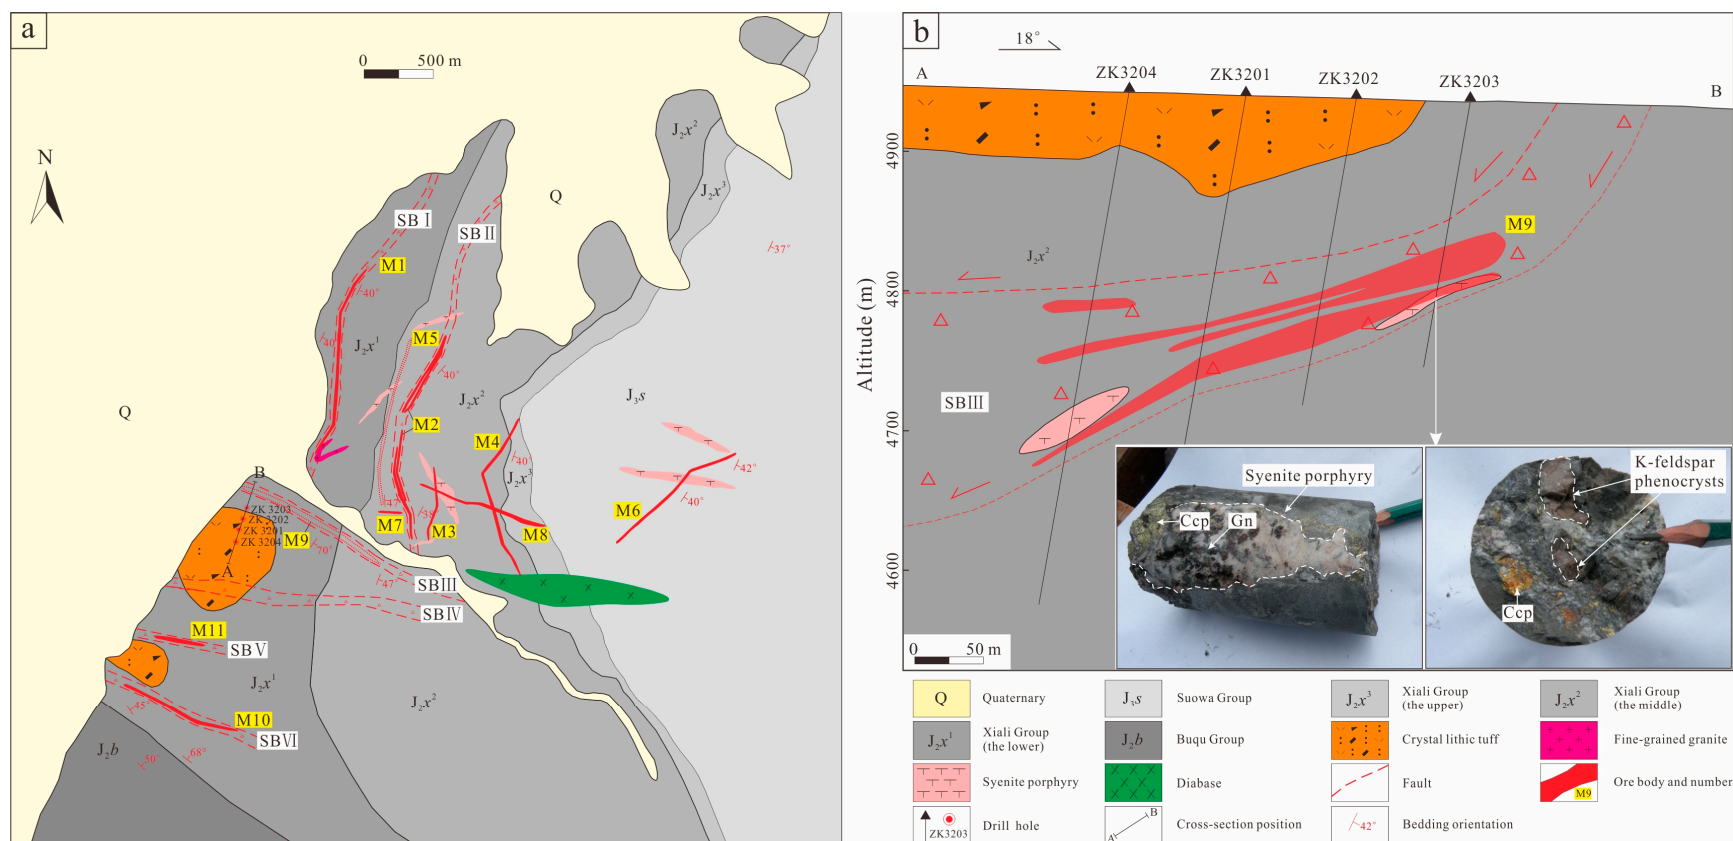 a
0 500 m
N
Q
Q
J₂x²
J₂x³
37°
SBⅠ
SBⅡ
M1
40°
40°
J₂x¹
M5
40°
J₂x²
J₃s
M2
M4
40°
J₂x³
42°
40°
M6
47°
38°
M7
M3
M8
B
ZK 3203
ZK 3202
ZK 3201
ZK 3204
A
M9
70°
47°
SBⅢ
SBⅣ
M11
SBⅤ
J₂x¹
J₂x²
45°
M10
SBⅥ
J₂b
50°
68°
b
18°
A
ZK3204
ZK3201
ZK3202
ZK3203
B
Altitude (m)
4900
4800
4700
4600
J₂x²
M9
SBⅢ
0 50 m
Syenite porphyry
Ccp
Gn
K-feldspar
phenocrysts
Ccp
Q Quaternary
J₃s Suowa Group
J₂x³ Xiali Group
(the upper)
J₂x² Xiali Group
(the middle)
J₂x¹ Xiali Group
(the lower)
J₂b Buqu Group
Crystal lithic tuff
Fine-grained granite
Syenite porphyry
Diabase
Fault
M9 Ore body and number
ZK3203 Drill hole
A B Cross-section position
42° Bedding orientation